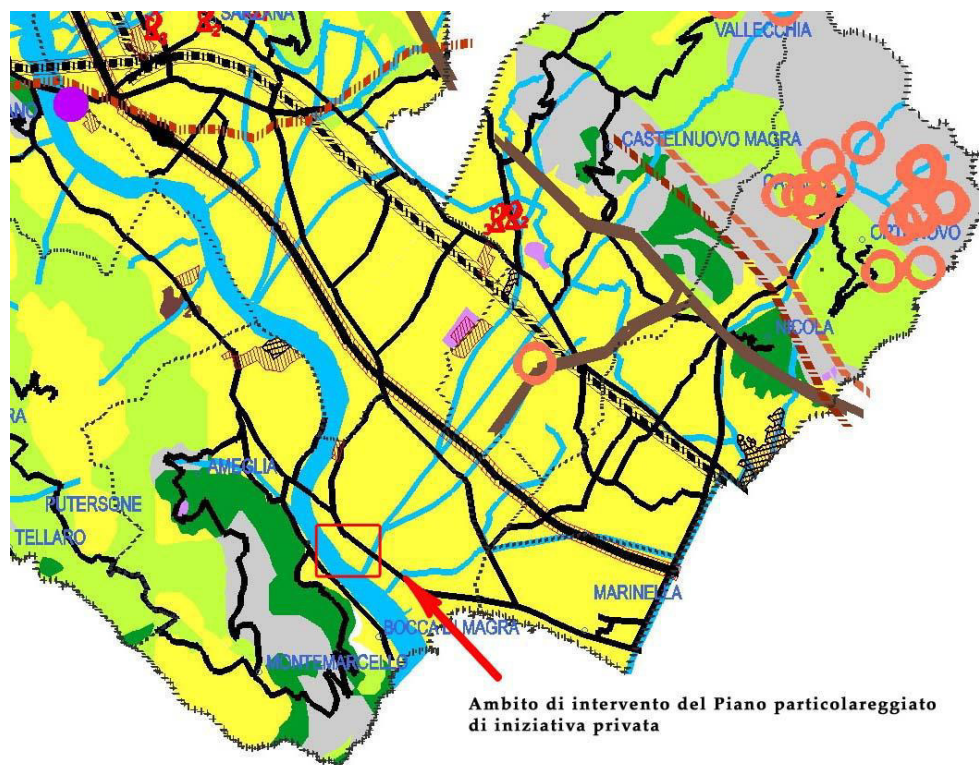 VALLECCHIA
CASTELNUOVO MAGRA
NICOLA
AMEGLIA
TELLARO
MARINELLA
BOCCA DI MAGRA
MONTEMARCELLO
Ambito di intervento del Piano particolareggiato
di iniziativa privata